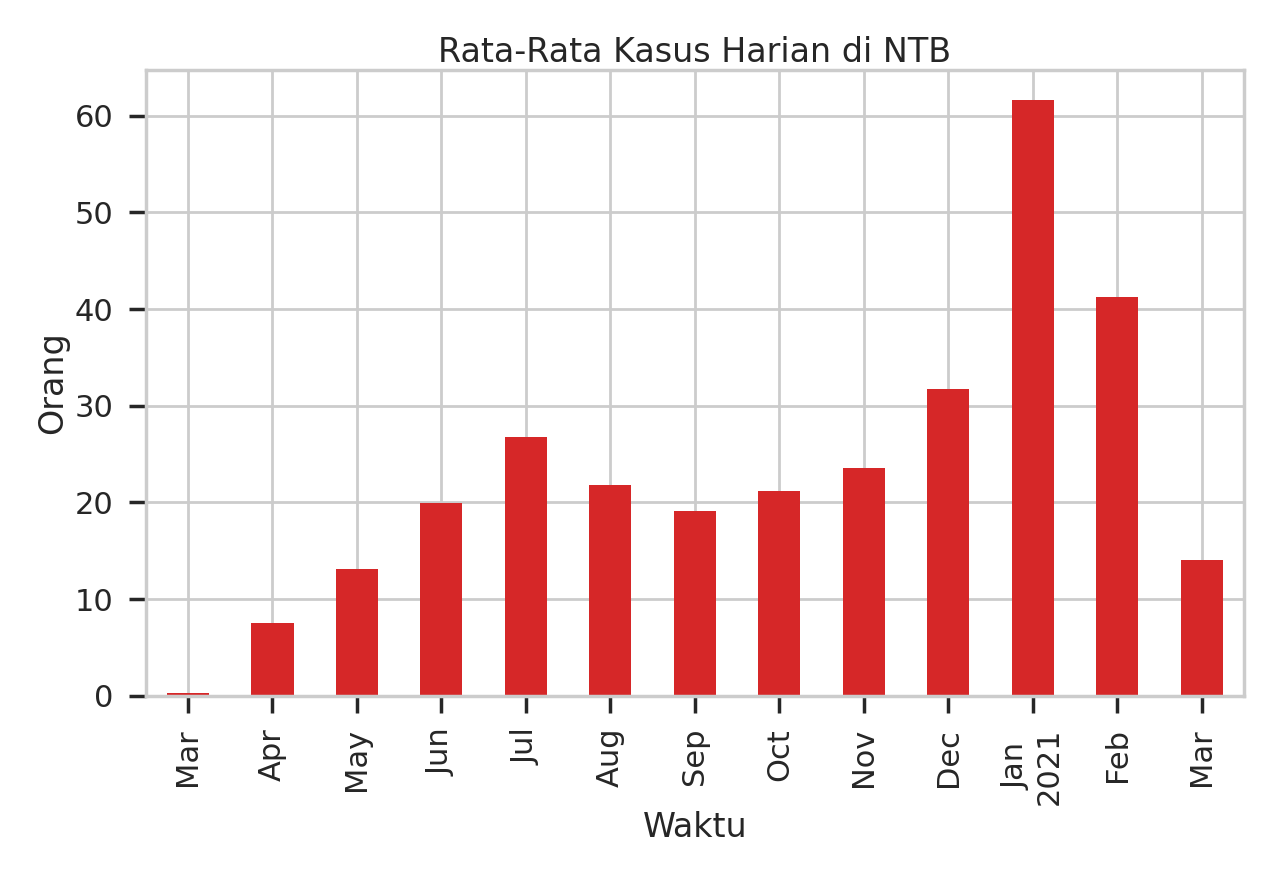 Rata-Rata Kasus Harian di NTB
60
50
40
30
20
10
0
Orang
Mar
Apr
May
Jun
Jul
Aug
Sep
Oct
Nov
Dec
Jan
2021
Feb
Mar
Waktu